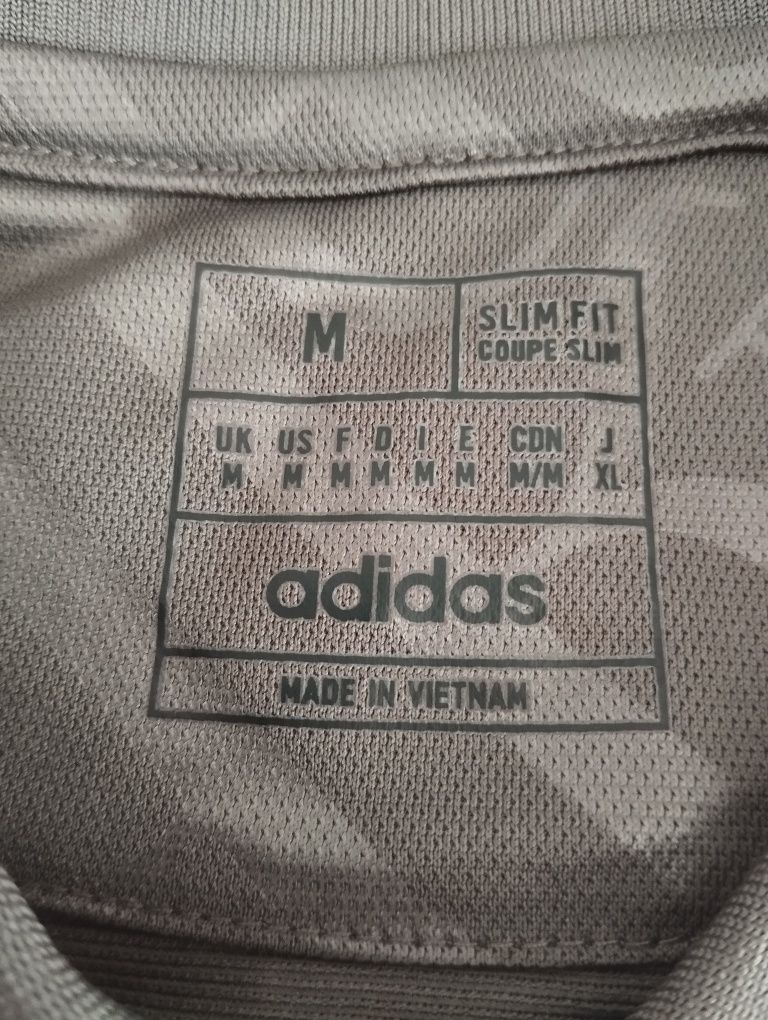 M
SLIM FIT
COUPE SLIM
UK US F D I E CDN J
M M M M M M M/M XL
adidas
MADE IN VIETNAM